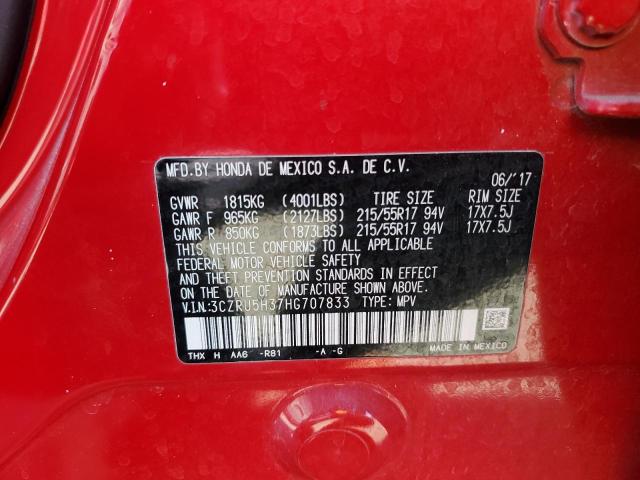 MFD.BY HONDA DE MEXICO S.A. DE C.V.
06/'17
GVWR 1815KG (4001LBS) TIRE SIZE RIM SIZE
GAWR F 965KG (2127LBS) 215/55R17 94V 17X7.5J
GAWR R 850KG (1873LBS) 215/55R17 94V 17X7.5J
THIS VEHICLE CONFORMS TO ALL APPLICABLE
FEDERAL MOTOR VEHICLE SAFETY
AND THEFT PREVENTION STANDARDS IN EFFECT
ON THE DATE OF MANUFACTURE SHOWN ABOVE.
V.I.N:3CZRU5H37HG707833 TYPE: MPV
THX H AA6 -R81 -A -G MADE IN MEXICO